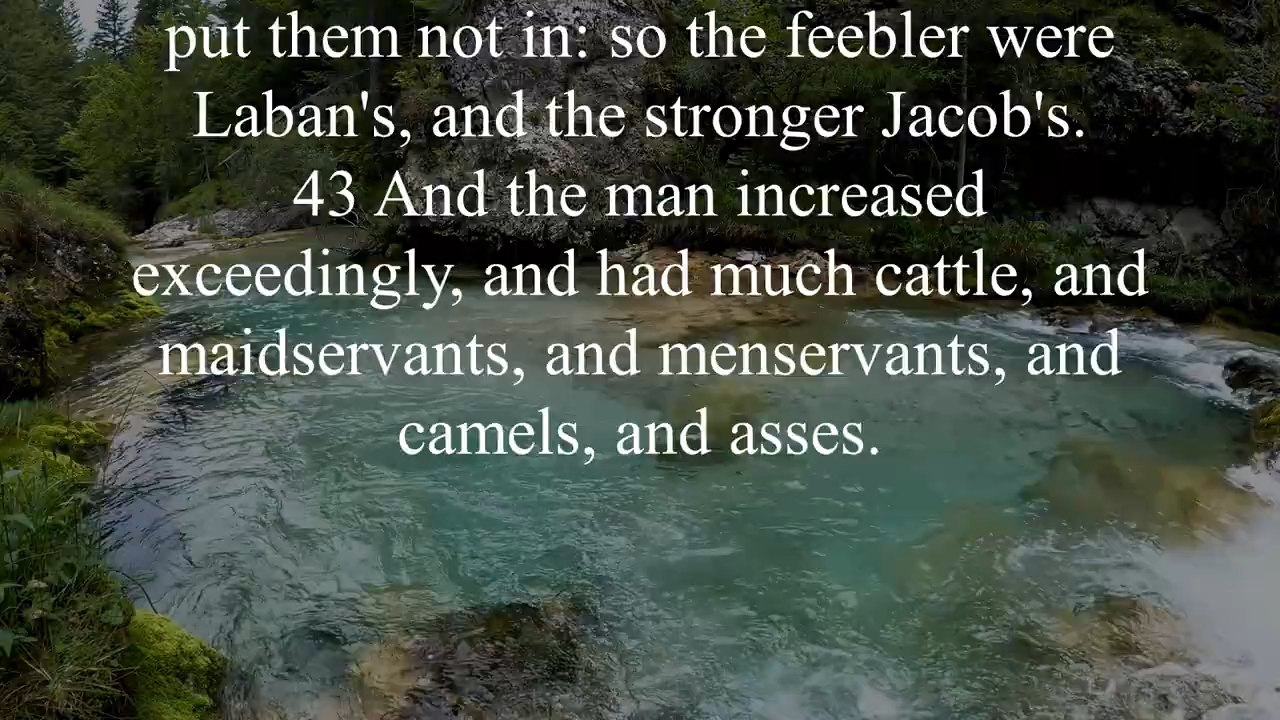 put them not in: so the feebler were
Laban's, and the stronger Jacob's.
43 And the man increased
exceedingly, and had much cattle, and
maidservants, and menservants, and
camels, and asses.